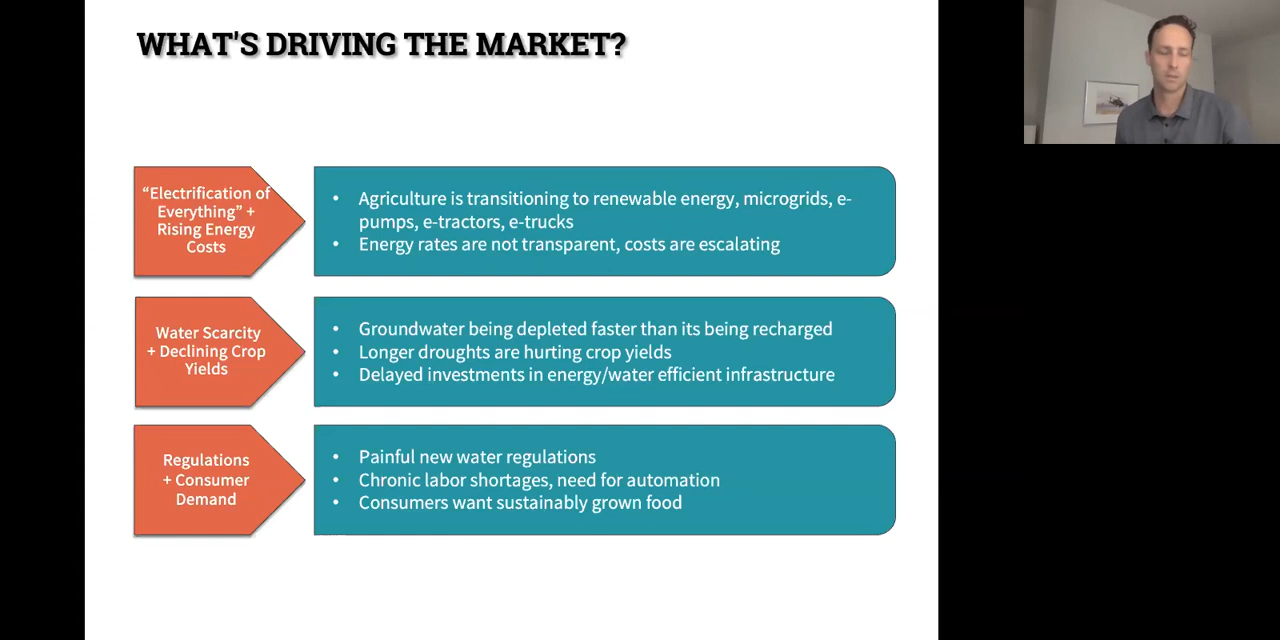 WHAT'S DRIVING THE MARKET?
“Electrification of
Everything” +
Rising Energy
Costs
• Agriculture is transitioning to renewable energy, microgrids, e-
pumps, e-tractors, e-trucks
• Energy rates are not transparent, costs are escalating
Water Scarcity
+ Declining Crop
Yields
• Groundwater being depleted faster than its being recharged
• Longer droughts are hurting crop yields
• Delayed investments in energy/water efficient infrastructure
Regulations
+ Consumer
Demand
• Painful new water regulations
• Chronic labor shortages, need for automation
• Consumers want sustainably grown food